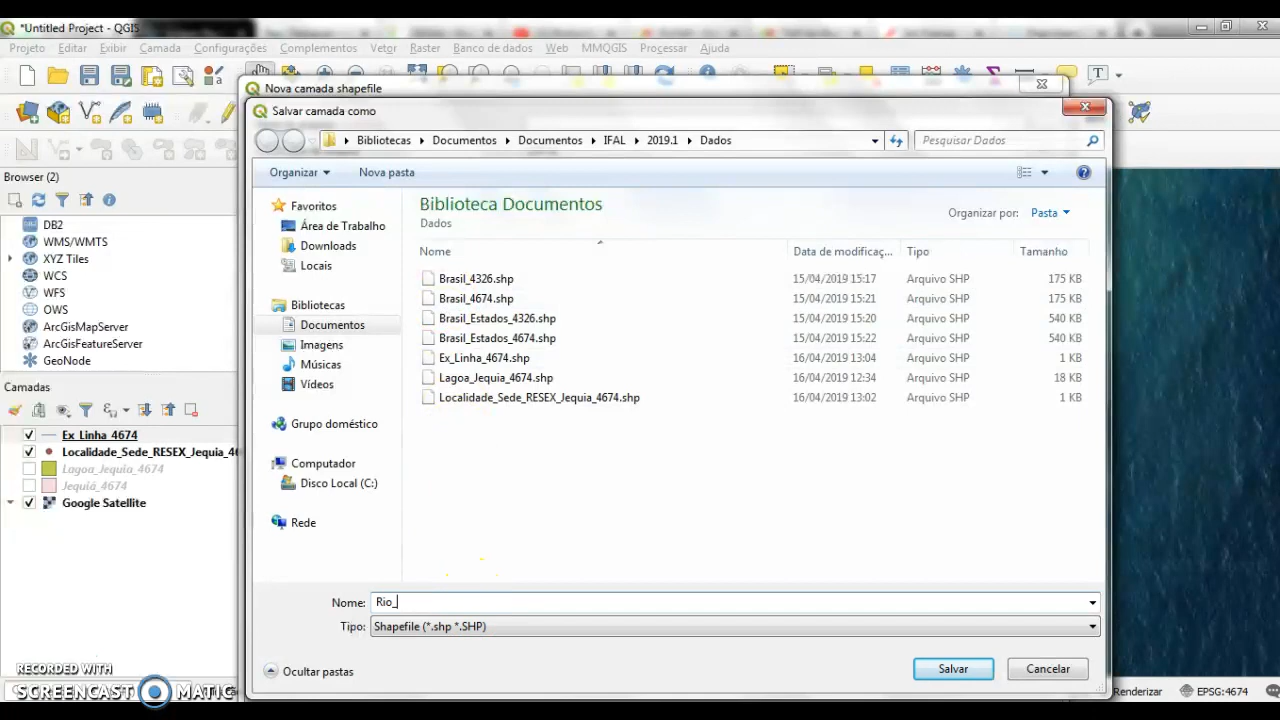 *Untitled Project - QGIS
Projeto Editar Exibir Camada Configurações Complementos Vetor Raster Banco de dados Web MMQGIS Processar Ajuda
Nova camada shapefile
Salvar camada como
Bibliotecas Documentos Documentos IFAL 2019.1 Dados
Pesquisar Dados
Organizar Nova pasta
Browser (2)
DB2
WMS/WMTS
XYZ Tiles
WCS
WFS
OWS
ArcGisMapServer
ArcGisFeatureServer
GeoNode
Camadas
Ex_Linha_4674
Localidade_Sede_RESEX_Jequia_4
Lagoa_Jequia_4674
Jequiá_4674
Google Satellite
Favoritos
Área de Trabalho
Downloads
Locais
Bibliotecas
Documentos
Imagens
Músicas
Vídeos
Grupo doméstico
Computador
Disco Local (C:)
Rede
Biblioteca Documentos
Dados
Organizar por: Pasta
Nome Data de modificaç... Tipo Tamanho
Brasil_4326.shp 15/04/2019 15:17 Arquivo SHP 175 KB
Brasil_4674.shp 15/04/2019 15:21 Arquivo SHP 175 KB
Brasil_Estados_4326.shp 15/04/2019 15:20 Arquivo SHP 540 KB
Brasil_Estados_4674.shp 15/04/2019 15:22 Arquivo SHP 540 KB
Ex_Linha_4674.shp 16/04/2019 13:04 Arquivo SHP 1 KB
Lagoa_Jequia_4674.shp 16/04/2019 12:34 Arquivo SHP 18 KB
Localidade_Sede_RESEX_Jequia_4674.shp 16/04/2019 13:02 Arquivo SHP 1 KB
Nome: Rio_
Tipo: Shapefile (*.shp *.SHP)
Ocultar pastas Salvar Cancelar
RECORDED WITH
SCREENCAST MATIC
Renderizar EPSG:4674